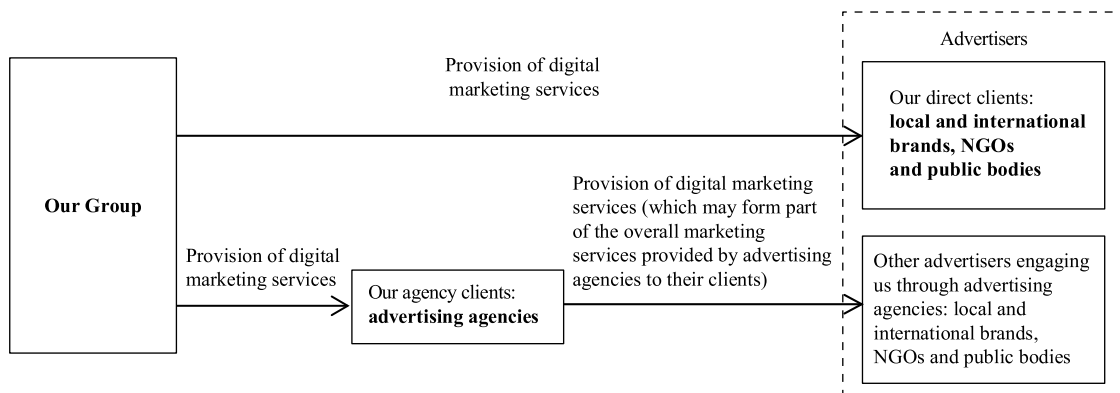 Advertisers
Provision of digital
marketing services
Our direct clients:
local and international
brands, NGOs
and public bodies
Our Group
Provision of digital
marketing services
Our agency clients:
advertising agencies
Provision of digital marketing
services (which may form part
of the overall marketing
services provided by advertising
agencies to their clients)
Other advertisers engaging
us through advertising
agencies: local and
international brands,
NGOs and public bodies